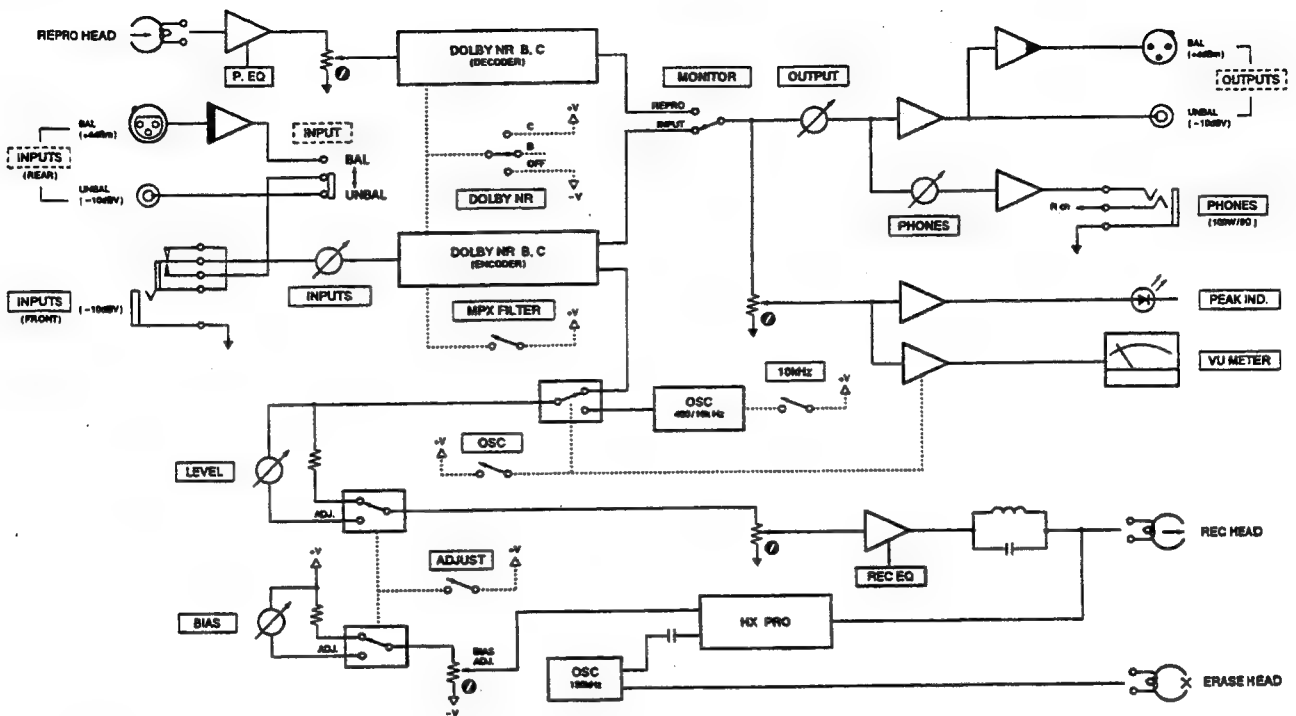 REPRO HEAD
P. EQ
DOLBY NR B, C
(DECODER)
MONITOR
OUTPUT
BAL
(+4dBm)
OUTPUTS
UNBAL
(-10dBV)
REPRO
INPUT
BAL
(+4dBm)
INPUTS
(REAR)
UNBAL
(-10dBV)
INPUT
BAL
UNBAL
+V
C
B
OFF
-V
DOLBY NR
PHONES
R ch
PHONES
DOLBY NR B, C
(ENCODER)
INPUTS
INPUTS
(FRONT)
(-10dBV)
MPX FILTER
+V
PEAK IND.
VU METER
10kHz
+V
OSC
+V
OSC
LEVEL
ADJ.
REC EQ
REC HEAD
+V
ADJUST
+V
BIAS
ADJ.
BIAS
ADJ.
-V
HX PRO
OSC
ERASE HEAD